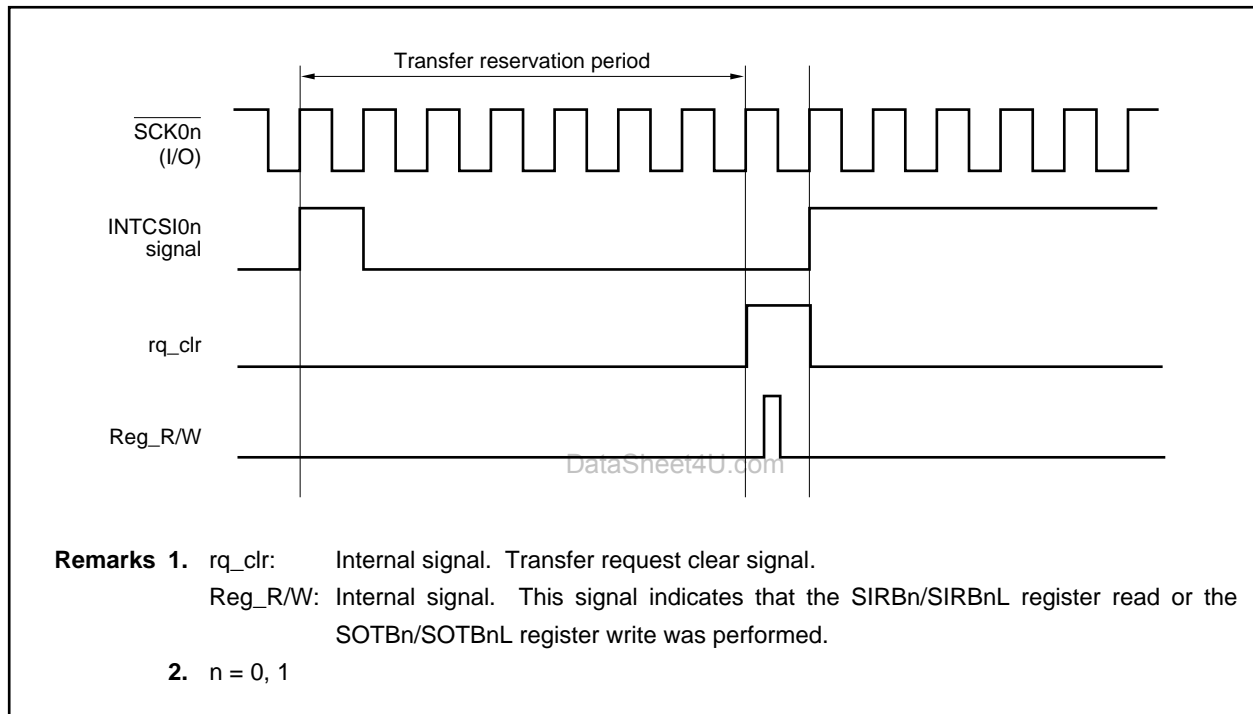 Transfer reservation period
SCK0n
(I/O)
INTCSI0n
signal
rq_clr
Reg_R/W
DataSheet4U.com
Remarks 1. rq_clr: Internal signal. Transfer request clear signal.
Reg_R/W: Internal signal. This signal indicates that the SIRBn/SIRBnL register read or the
SOTBn/SOTBnL register write was performed.
2. n = 0, 1